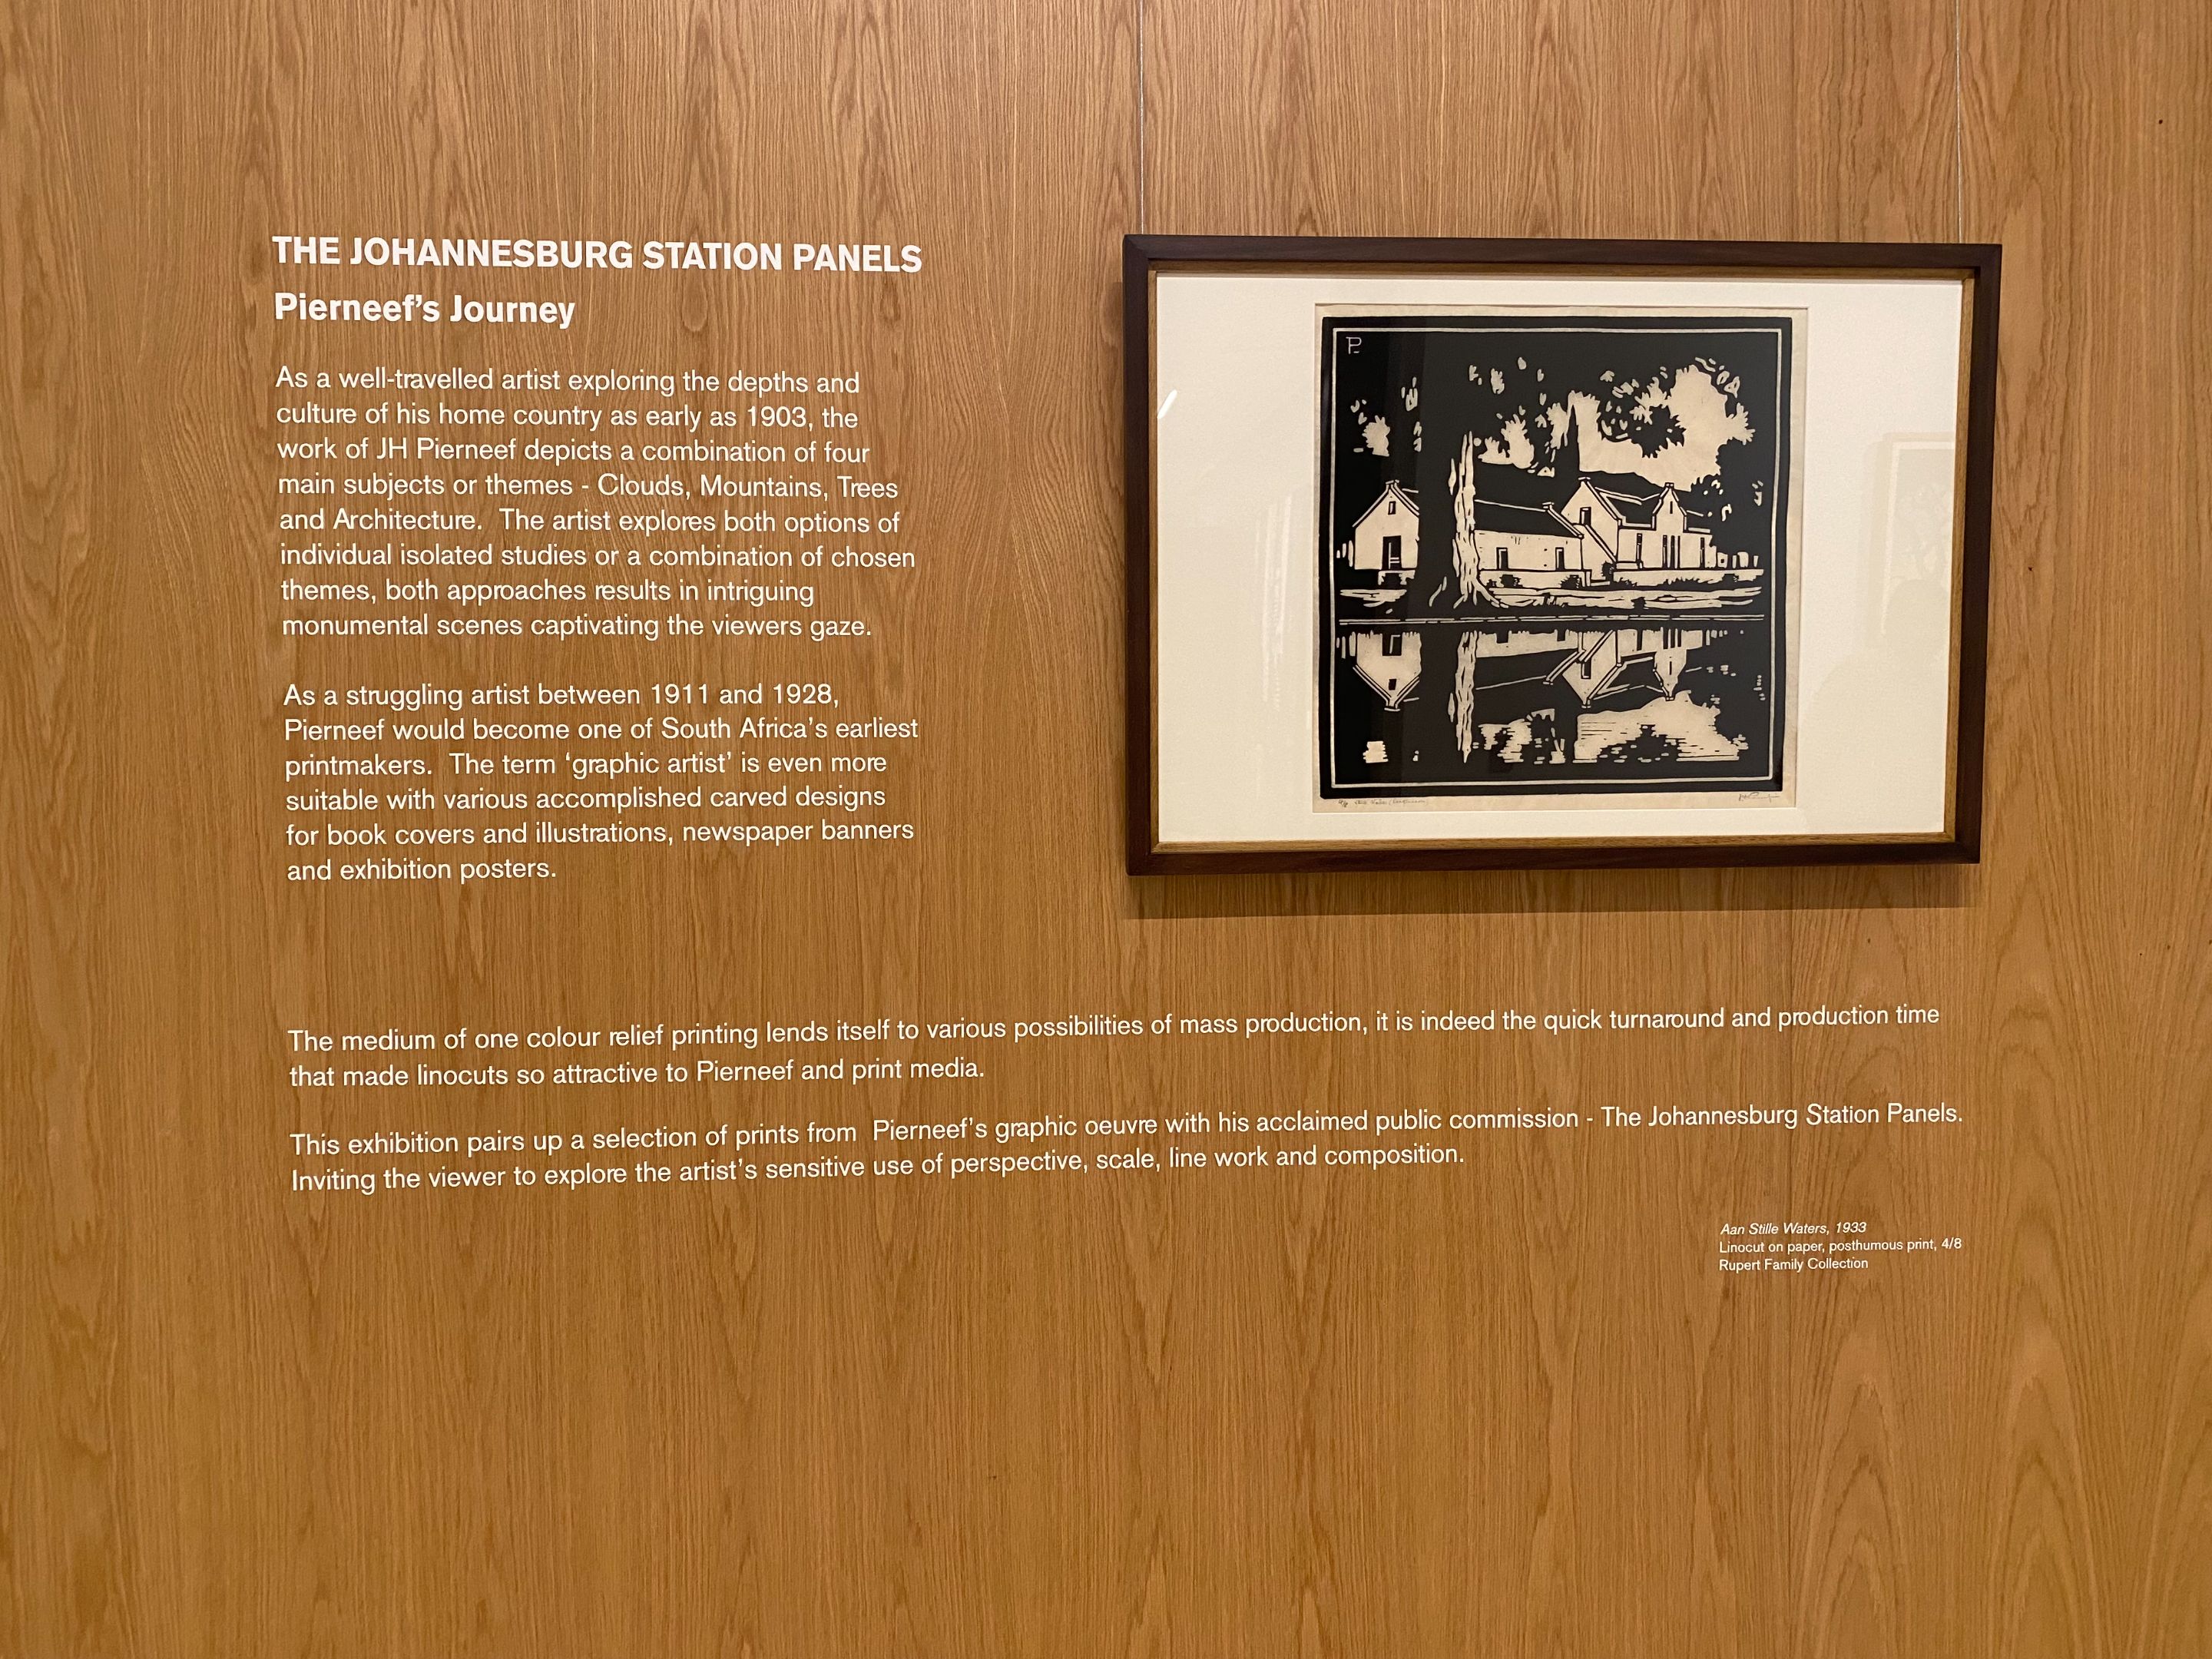 THE JOHANNESBURG STATION PANELS
Pierneef's Journey
As a well-travelled artist exploring the depths and
culture of his home country as early as 1903, the
work of JH Pierneef depicts a combination of four
main subjects or themes - Clouds, Mountains, Trees
and Architecture.  The artist explores both options of
individual isolated studies or a combination of chosen
themes, both approaches results in intriguing
monumental scenes captivating the viewers gaze.
As a struggling artist between 1911 and 1928,
Pierneef would become one of South Africa's earliest
printmakers.  The term ‘graphic artist’ is even more
suitable with various accomplished carved designs
for book covers and illustrations, newspaper banners
and exhibition posters.
The medium of one colour relief printing lends itself to various possibilities of mass production, it is indeed the quick turnaround and production time
that made linocuts so attractive to Pierneef and print media.
This exhibition pairs up a selection of prints from  Pierneef's graphic oeuvre with his acclaimed public commission - The Johannesburg Station Panels.
Inviting the viewer to explore the artist's sensitive use of perspective, scale, line work and composition.
Aan Stille Waters, 1933
Linocut on paper, posthumous print, 4/8
Rupert Family Collection